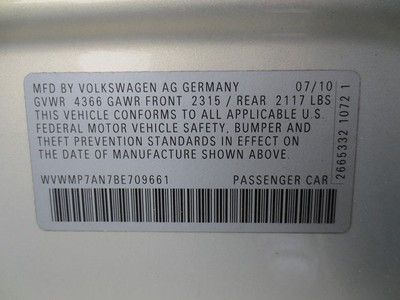 MFD BY VOLKSWAGEN AG GERMANY 07/10
GVWR 4366 GAWR FRONT 2315 / REAR 2117 LBS
THIS VEHICLE CONFORMS TO ALL APPLICABLE U.S.
FEDERAL MOTOR VEHICLE SAFETY, BUMPER AND
THEFT PREVENTION STANDARDS IN EFFECT ON
THE DATE OF MANUFACTURE SHOWN ABOVE.
WVWMP7AN7BE709661 PASSENGER CAR
2665332 1072 1